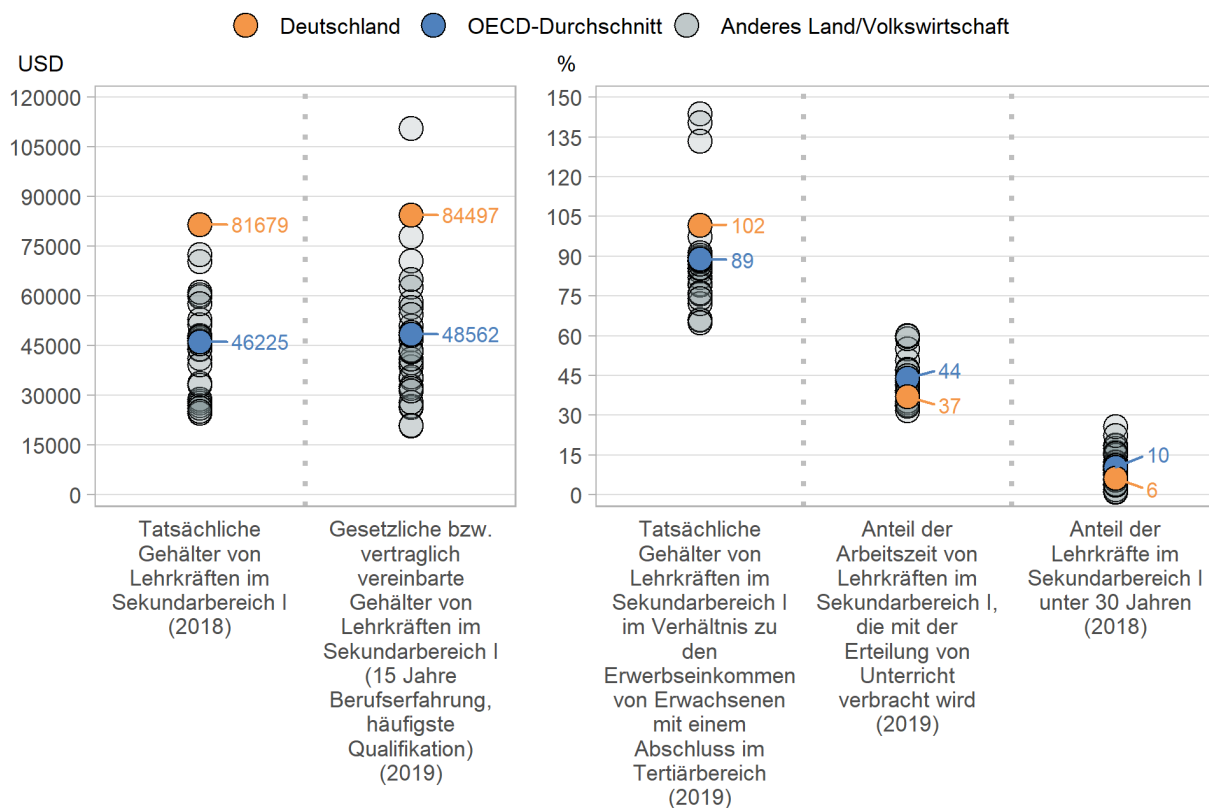 Deutschland OECD-Durchschnitt Anderes Land/Volkswirtschaft
USD
120000
105000
90000
75000
60000
45000
30000
15000
0
81679
46225
84497
48562
Tatsächliche
Gehälter von
Lehrkräften im
Sekundarbereich I
(2018)
Gesetzliche bzw.
vertraglich
vereinbarte
Gehälter von
Lehrkräften im
Sekundarbereich I
(15 Jahre
Berufserfahrung,
häufigste
Qualifikation)
(2019)
%
150
135
120
105
90
75
60
45
30
15
0
102
89
44
37
10
6
Tatsächliche
Gehälter von
Lehrkräften im
Sekundarbereich I
im Verhältnis zu
den
Erwerbseinkommen
von Erwachsenen
mit einem
Abschluss im
Tertiärbereich
(2019)
Anteil der
Arbeitszeit von
Lehrkräften im
Sekundarbereich I,
die mit der
Erteilung von
Unterricht
verbracht wird
(2019)
Anteil der
Lehrkräfte im
Sekundarbereich I
unter 30 Jahren
(2018)